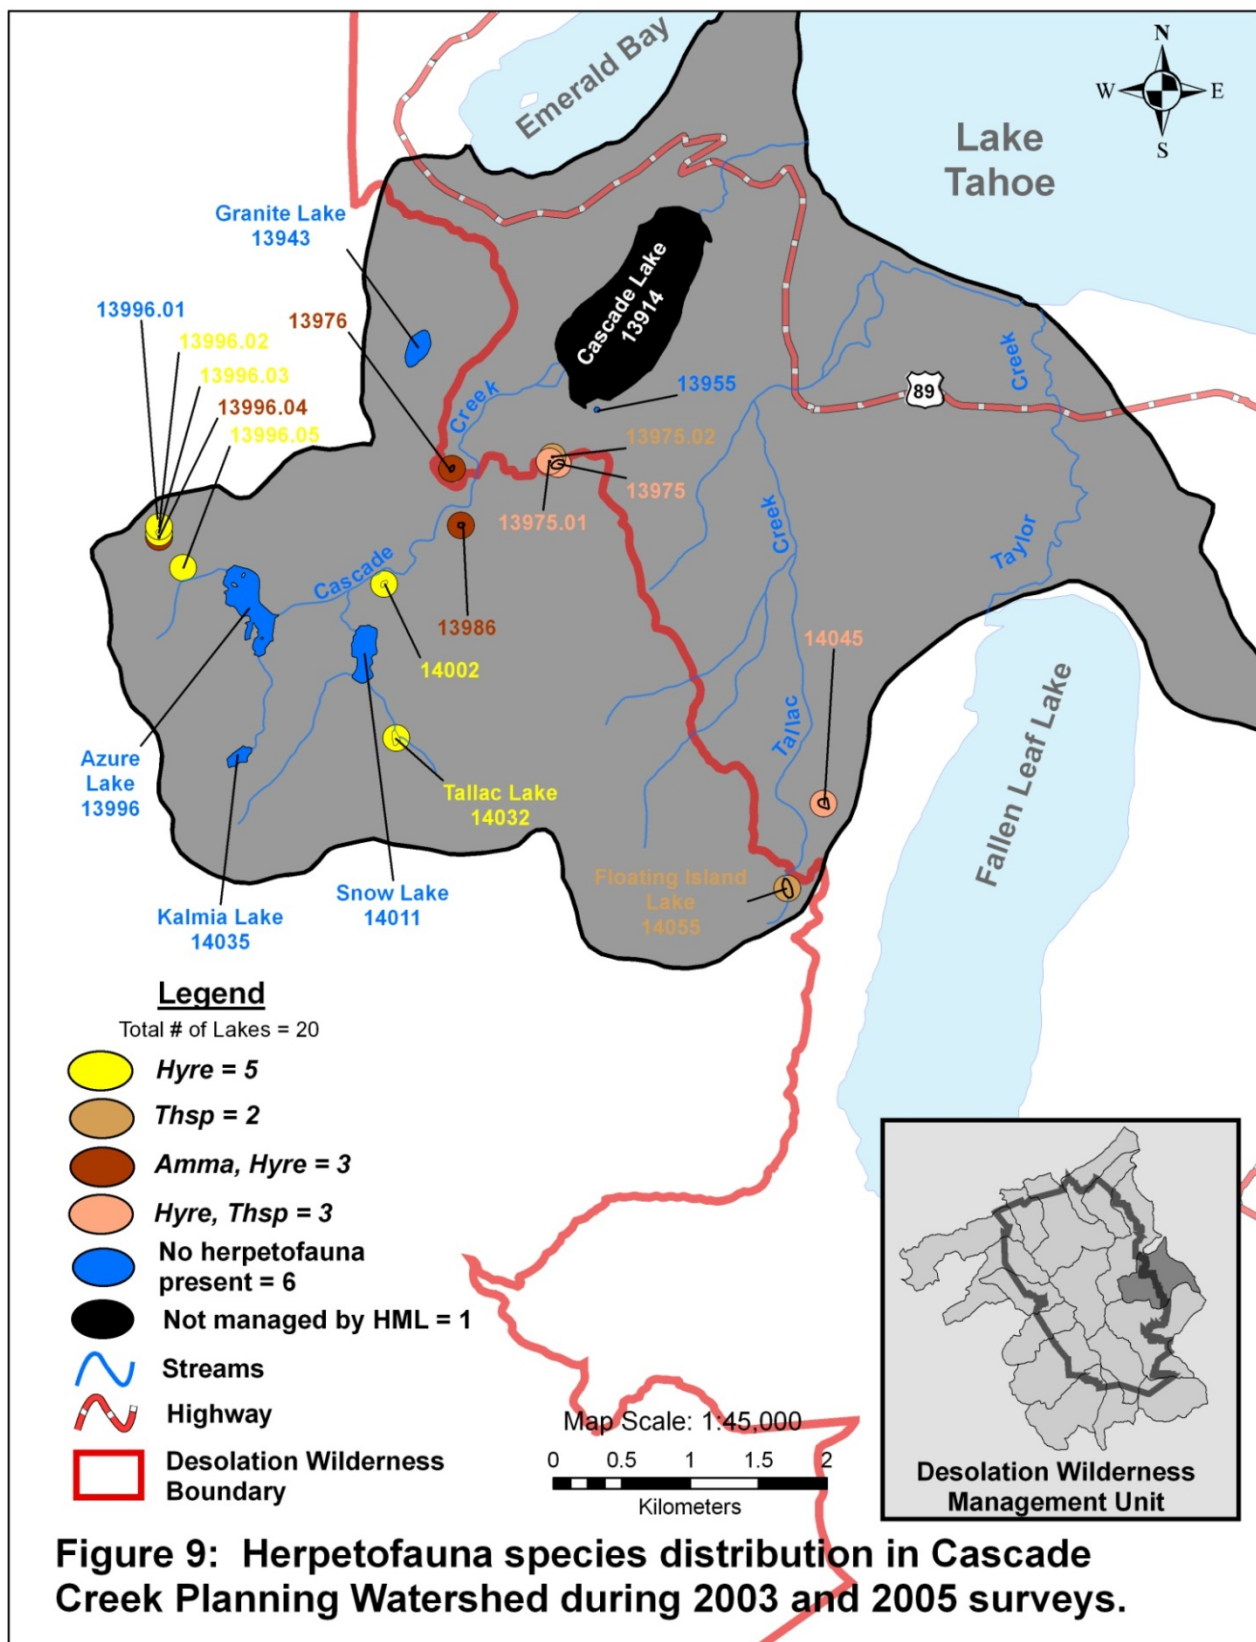 Emerald Bay
N
W
E
S
Lake
Tahoe
Granite Lake
13943
Cascade Lake
13914
13996.01
13976
13996.02
13996.03
13996.04
13996.05
Creek
13955
89
Creek
13975.02
13975
13975.01
Creek
Taylor
Cascade
13986
14002
14045
Tallac
Fallen Leaf Lake
Azure
Lake
13996
Tallac Lake
14032
Floating Island
Lake
14055
Snow Lake
14011
Kalmia Lake
14035
Legend
Total # of Lakes = 20
Hyre = 5
Thsp = 2
Amma, Hyre = 3
Hyre, Thsp = 3
No herpetofauna
present = 6
Not managed by HML = 1
Streams
Highway
Desolation Wilderness
Boundary
Map Scale: 1:45,000
0 0.5 1 1.5 2
Kilometers
Desolation Wilderness
Management Unit
Figure 9: Herpetofauna species distribution in Cascade
Creek Planning Watershed during 2003 and 2005 surveys.